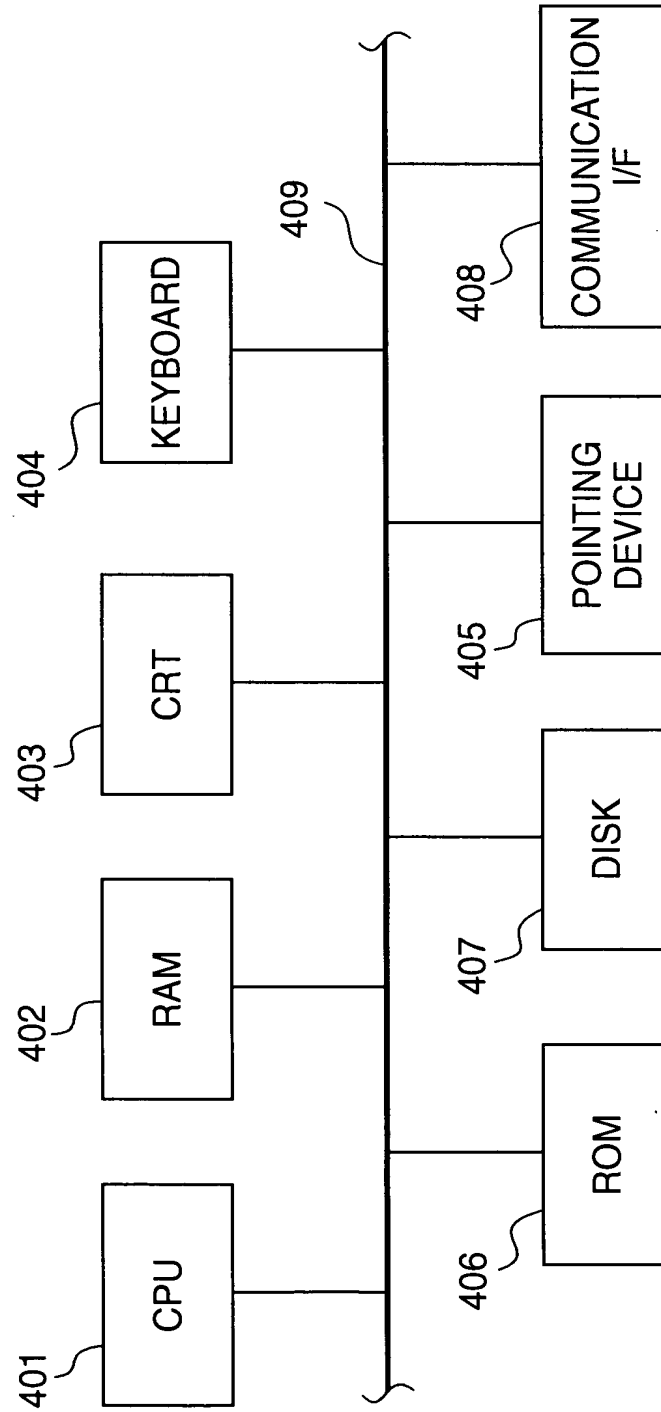 401
CPU
402
RAM
403
CRT
404
KEYBOARD
409
406
ROM
407
DISK
405
POINTING
DEVICE
408
COMMUNICATION
I/F